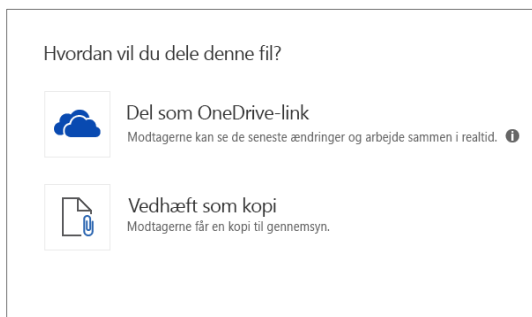 Hvordan vil du dele denne fil?
Del som OneDrive-link
Modtagerne kan se de seneste ændringer og arbejde sammen i realtid.
Vedhæft som kopi
Modtagerne får en kopi til gennemsyn.